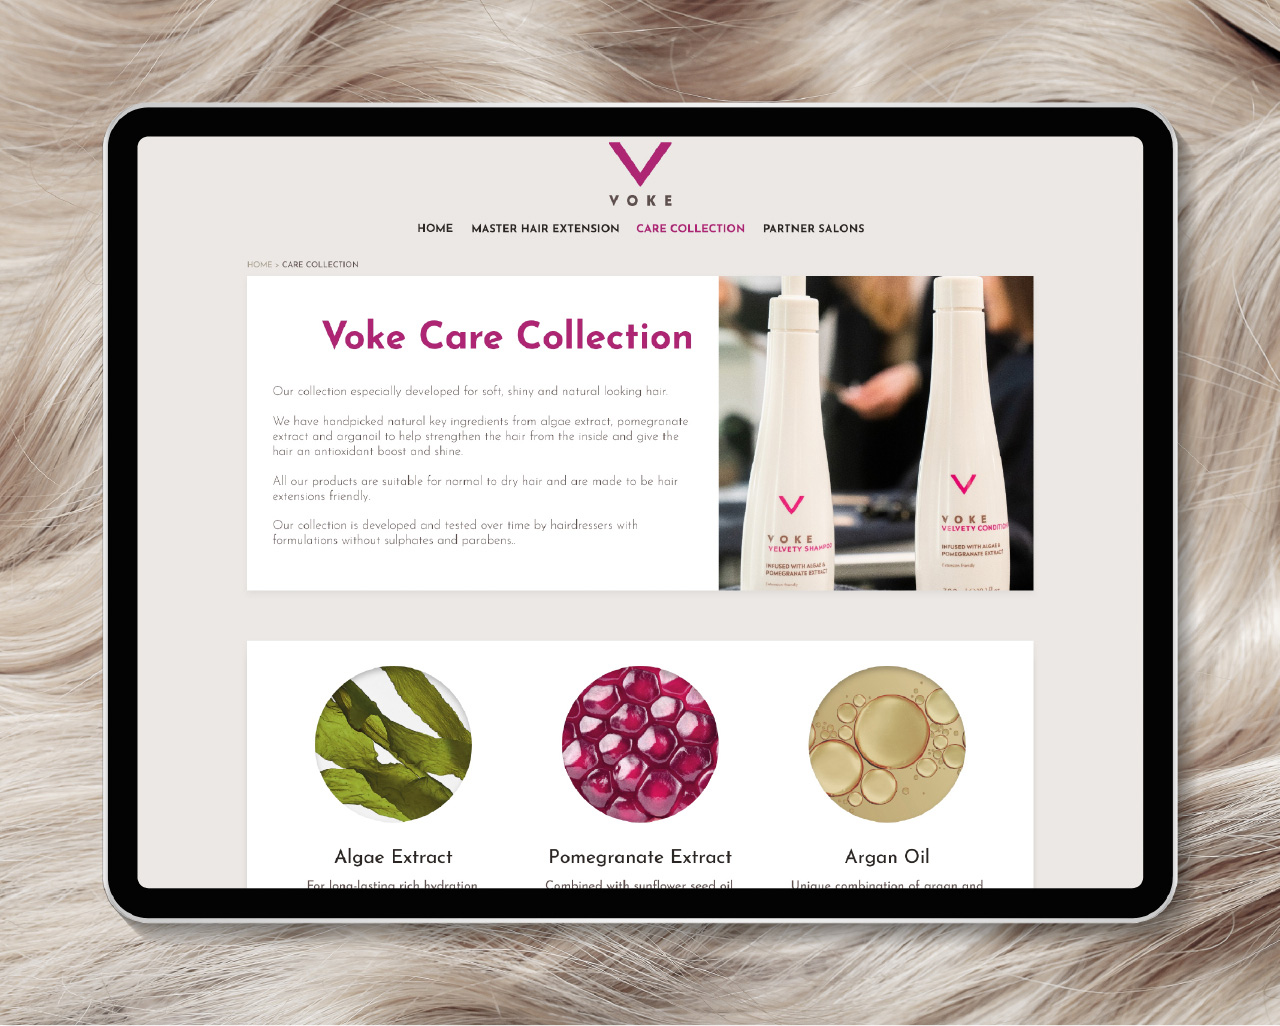 VOKE
HOME MASTER HAIR EXTENSION CARE COLLECTION PARTNER SALONS
HOME > CARE COLLECTION
Voke Care Collection
Our collection especially developed for soft, shiny and natural looking hair.
We have handpicked natural key ingredients from algae extract, pomegranate
extract and arganoil to help strengthen the hair from the inside and give the
hair an antioxidant boost and shine.
All our products are suitable for normal to dry hair and are made to be hair
extensions friendly.
Our collection is developed and tested over time by hairdressers with
formulations without sulphates and parabens..
VOKE
VELVETY SHAMPOO
INFUSED WITH ALGAE &
POMEGRANATE EXTRACT
Extension friendly
VOKE
VELVETY CONDITION
INFUSED WITH ALGAE &
POMEGRANATE EXTRACT
Extension friendly
Algae Extract
For long-lasting rich hydration
Pomegranate Extract
Combined with sunflower seed oil
Argan Oil
Unique combination of argan and